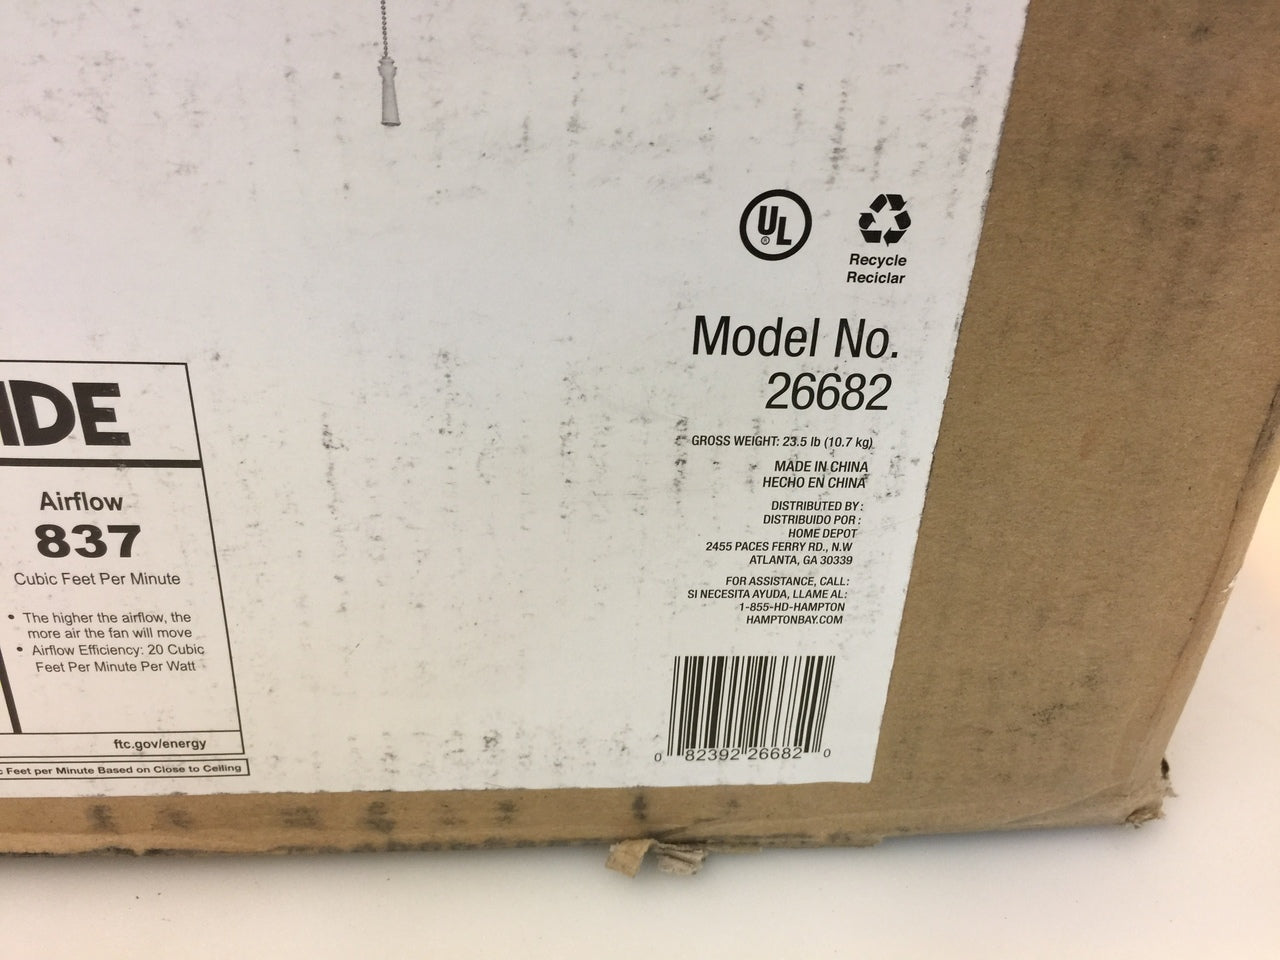 UL
®
Recycle
Reciclar
Model No.
26682
GROSS WEIGHT: 23.5 lb (10.7 kg)
MADE IN CHINA
HECHO EN CHINA
DISTRIBUTED BY:
DISTRIBUIDO POR:
HOME DEPOT
2455 PACES FERRY RD., N.W
ATLANTA, GA 30339
FOR ASSISTANCE, CALL:
SI NECESITA AYUDA, LLAME AL:
1-855-HD-HAMPTON
HAMPTONBAY.COM
0 82392 26682 0
IDE
Airflow
837
Cubic Feet Per Minute
• The higher the airflow, the
more air the fan will move
• Airflow Efficiency: 20 Cubic
Feet Per Minute Per Watt
ftc.gov/energy
c Feet per Minute Based on Close to Ceiling